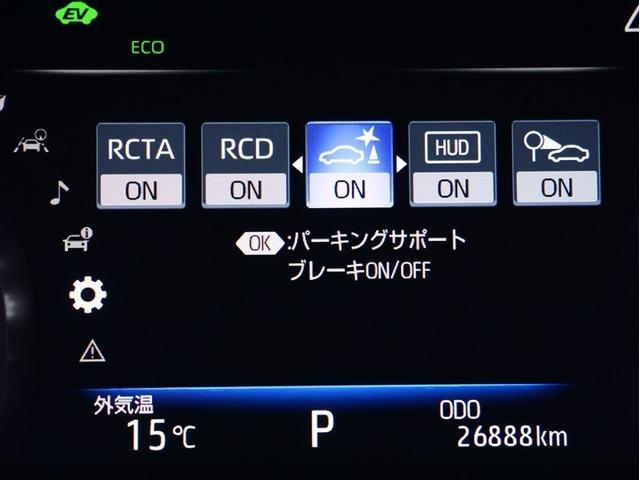 EV
ECO
RCTA RCD HUD
ON ON ON ON ON
OK :パーキングサポート
ブレーキON/OFF
外気温 ODO
15℃ P 26888km